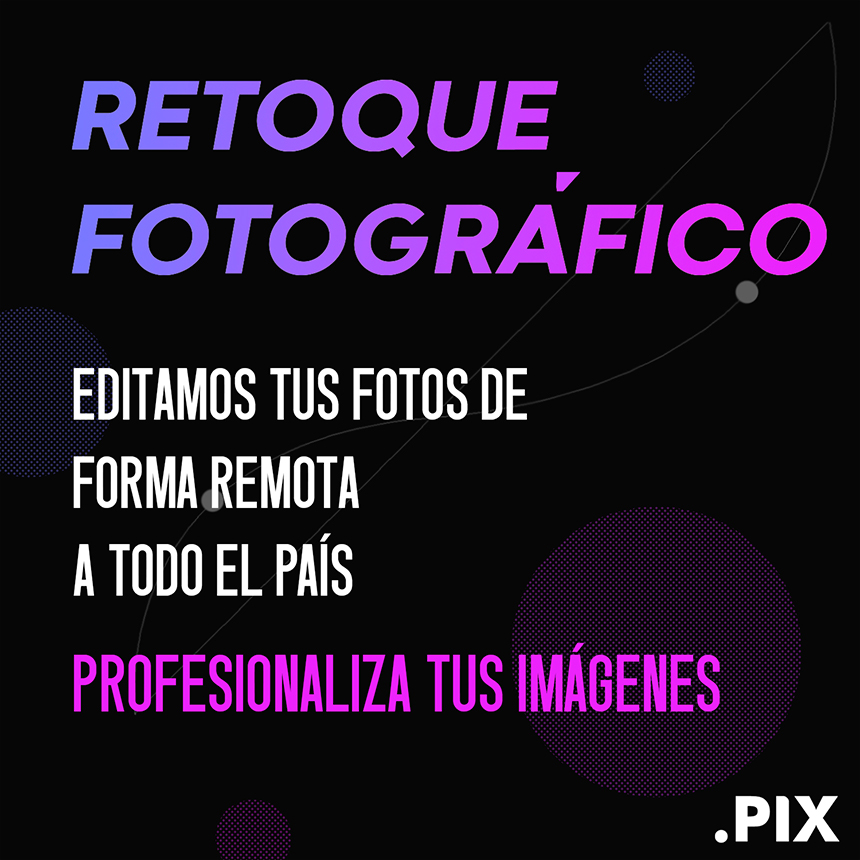 RETOQUE
FOTOGRÁFICO
EDITAMOS TUS FOTOS DE
FORMA REMOTA
A TODO EL PAÍS
PROFESIONALIZA TUS IMÁGENES
.PIX